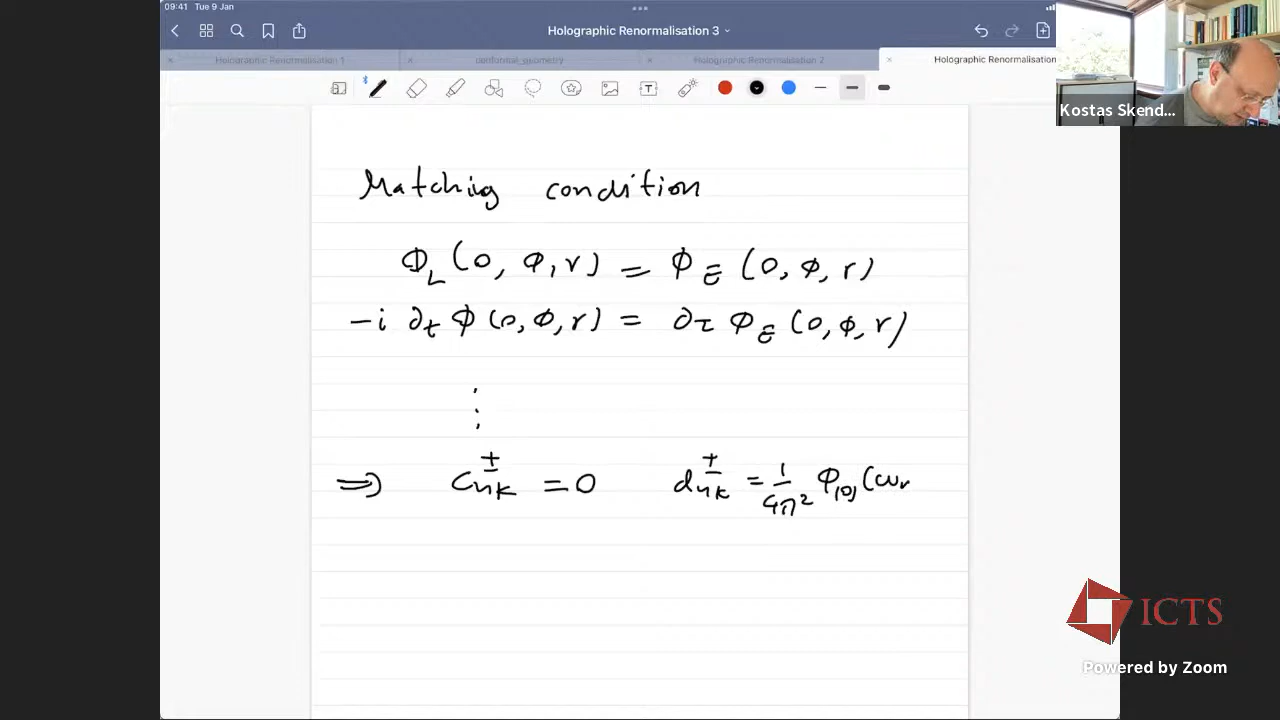 09:41 Tue 9 Jan
Holographic Renormalisation 3
Holographic Renormalisation 1
conformal_geometry
Holographic Renormalisation 2
Holographic Renormalisation
Kostas Skend...
Matching condition
Φ_L (0, φ, r) = Φ_E (0, φ, r)
-i ∂_t Φ (0, φ, r) = ∂_τ Φ_E (0, φ, r)
⋮
⇒ C^±_{nk} = 0 d^±_{nk} = 1/4π² Φ_{(0)} (ω_n
ICTS
Powered by Zoom